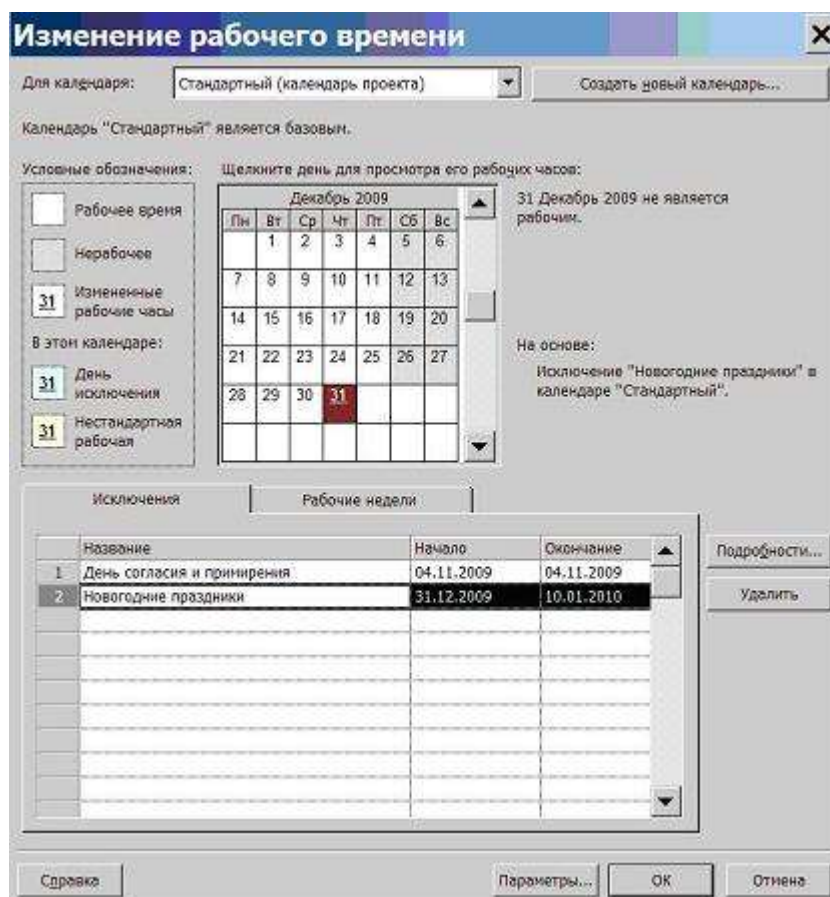 Изменение рабочего времени
Для календаря: Стандартный (календарь проекта) Создать новый календарь...
Календарь "Стандартный" является базовым.
Условные обозначения: Щелкните день для просмотра его рабочих часов:
Рабочее время
Нерабочее
31 Измененные рабочие часы
В этом календаре:
31 День исключения
31 Нестандартная рабочая
Декабрь 2009
Пн Вт Ср Чт Пт Сб Вс
1 2 3 4 5 6
7 8 9 10 11 12 13
14 15 16 17 18 19 20
21 22 23 24 25 26 27
28 29 30 31
31 Декабрь 2009 не является
рабочим.
На основе:
Исключение "Новогодние праздники" в
календаре "Стандартный".
Исключения Рабочие недели
Название Начало Окончание
1 День согласия и примирения 04.11.2009 04.11.2009
2 Новогодние праздники 31.12.2009 10.01.2010
Подробности...
Удалить
Справка Параметры... ОК Отмена